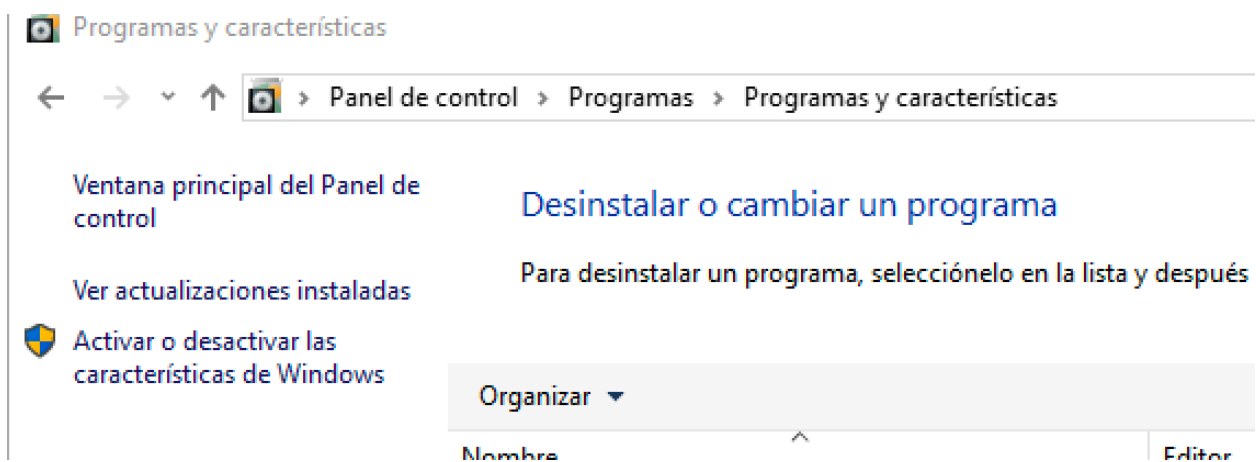 Programas y características
Panel de control > Programas > Programas y características
Ventana principal del Panel de
control
Desinstalar o cambiar un programa
Para desinstalar un programa, selecciónelo en la lista y después
Ver actualizaciones instaladas
Activar o desactivar las
características de Windows
Organizar
Nombre
Editor